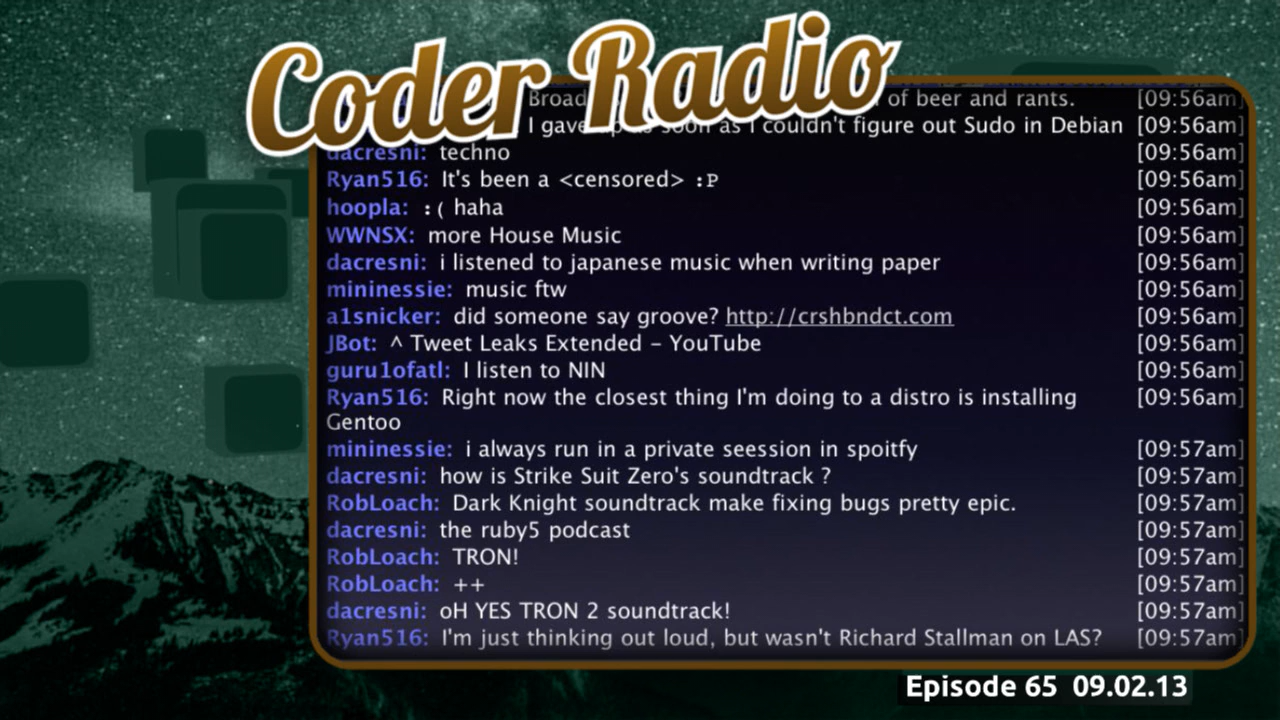 Coder Radio
Broad of beer and rants. [09:56am]
I gave soon as I couldn't figure out Sudo in Debian [09:56am]
dacresni: techno [09:56am]
Ryan516: It's been a <censored> :P [09:56am]
hoopla: :( haha [09:56am]
WWNSX: more House Music [09:56am]
dacresni: i listened to japanese music when writing paper [09:56am]
mininessie: music ftw [09:56am]
a1snicker: did someone say groove? http://crshbndct.com [09:56am]
JBot: ^ Tweet Leaks Extended – YouTube [09:56am]
guru1ofatl: I listen to NIN [09:56am]
Ryan516: Right now the closest thing I'm doing to a distro is installing [09:56am]
Gentoo
mininessie: i always run in a private seession in spoitfy [09:57am]
dacresni: how is Strike Suit Zero's soundtrack ? [09:57am]
RobLoach: Dark Knight soundtrack make fixing bugs pretty epic. [09:57am]
dacresni: the ruby5 podcast [09:57am]
RobLoach: TRON! [09:57am]
RobLoach: ++ [09:57am]
dacresni: oH YES TRON 2 soundtrack! [09:57am]
Ryan516: I'm just thinking out loud, but wasn't Richard Stallman on LAS? [09:57am]
Episode 65 09.02.13